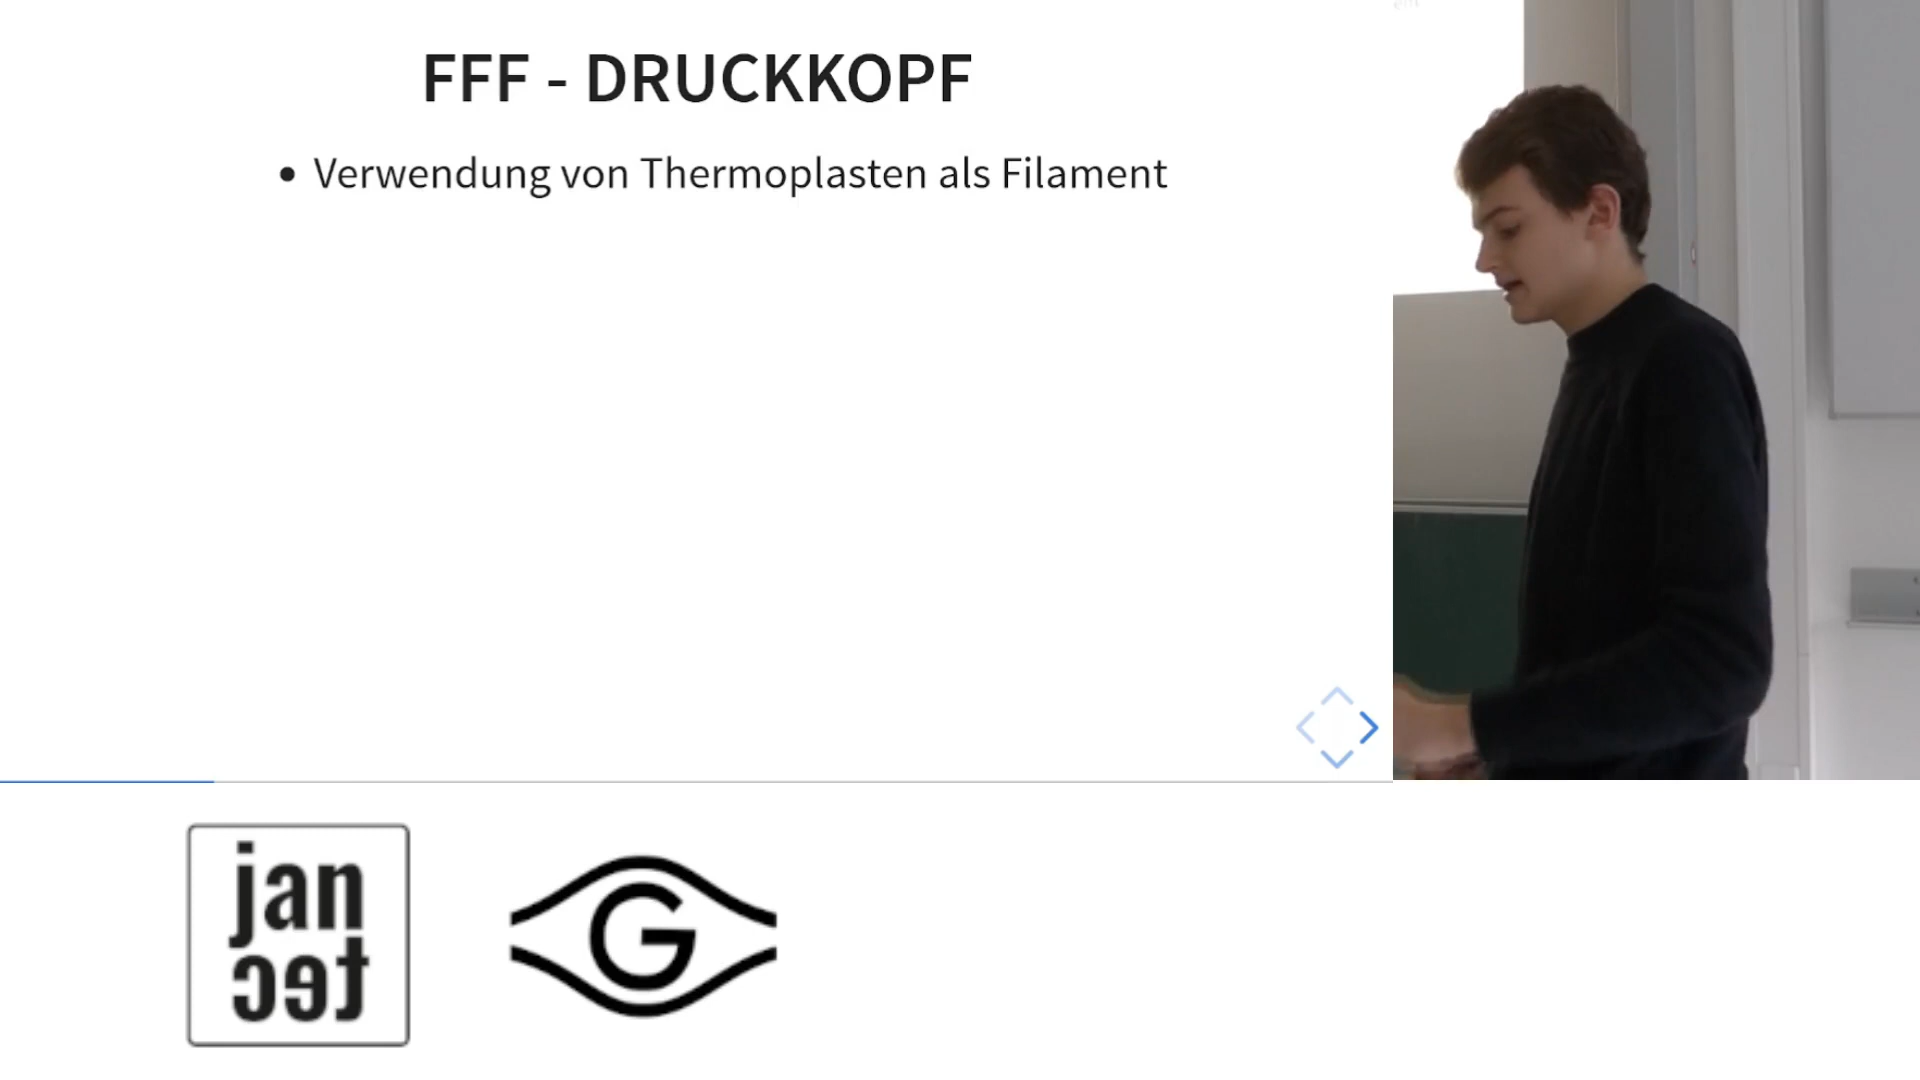 FFF - DRUCKKOPF
• Verwendung von Thermoplasten als Filament
jan
tec
G